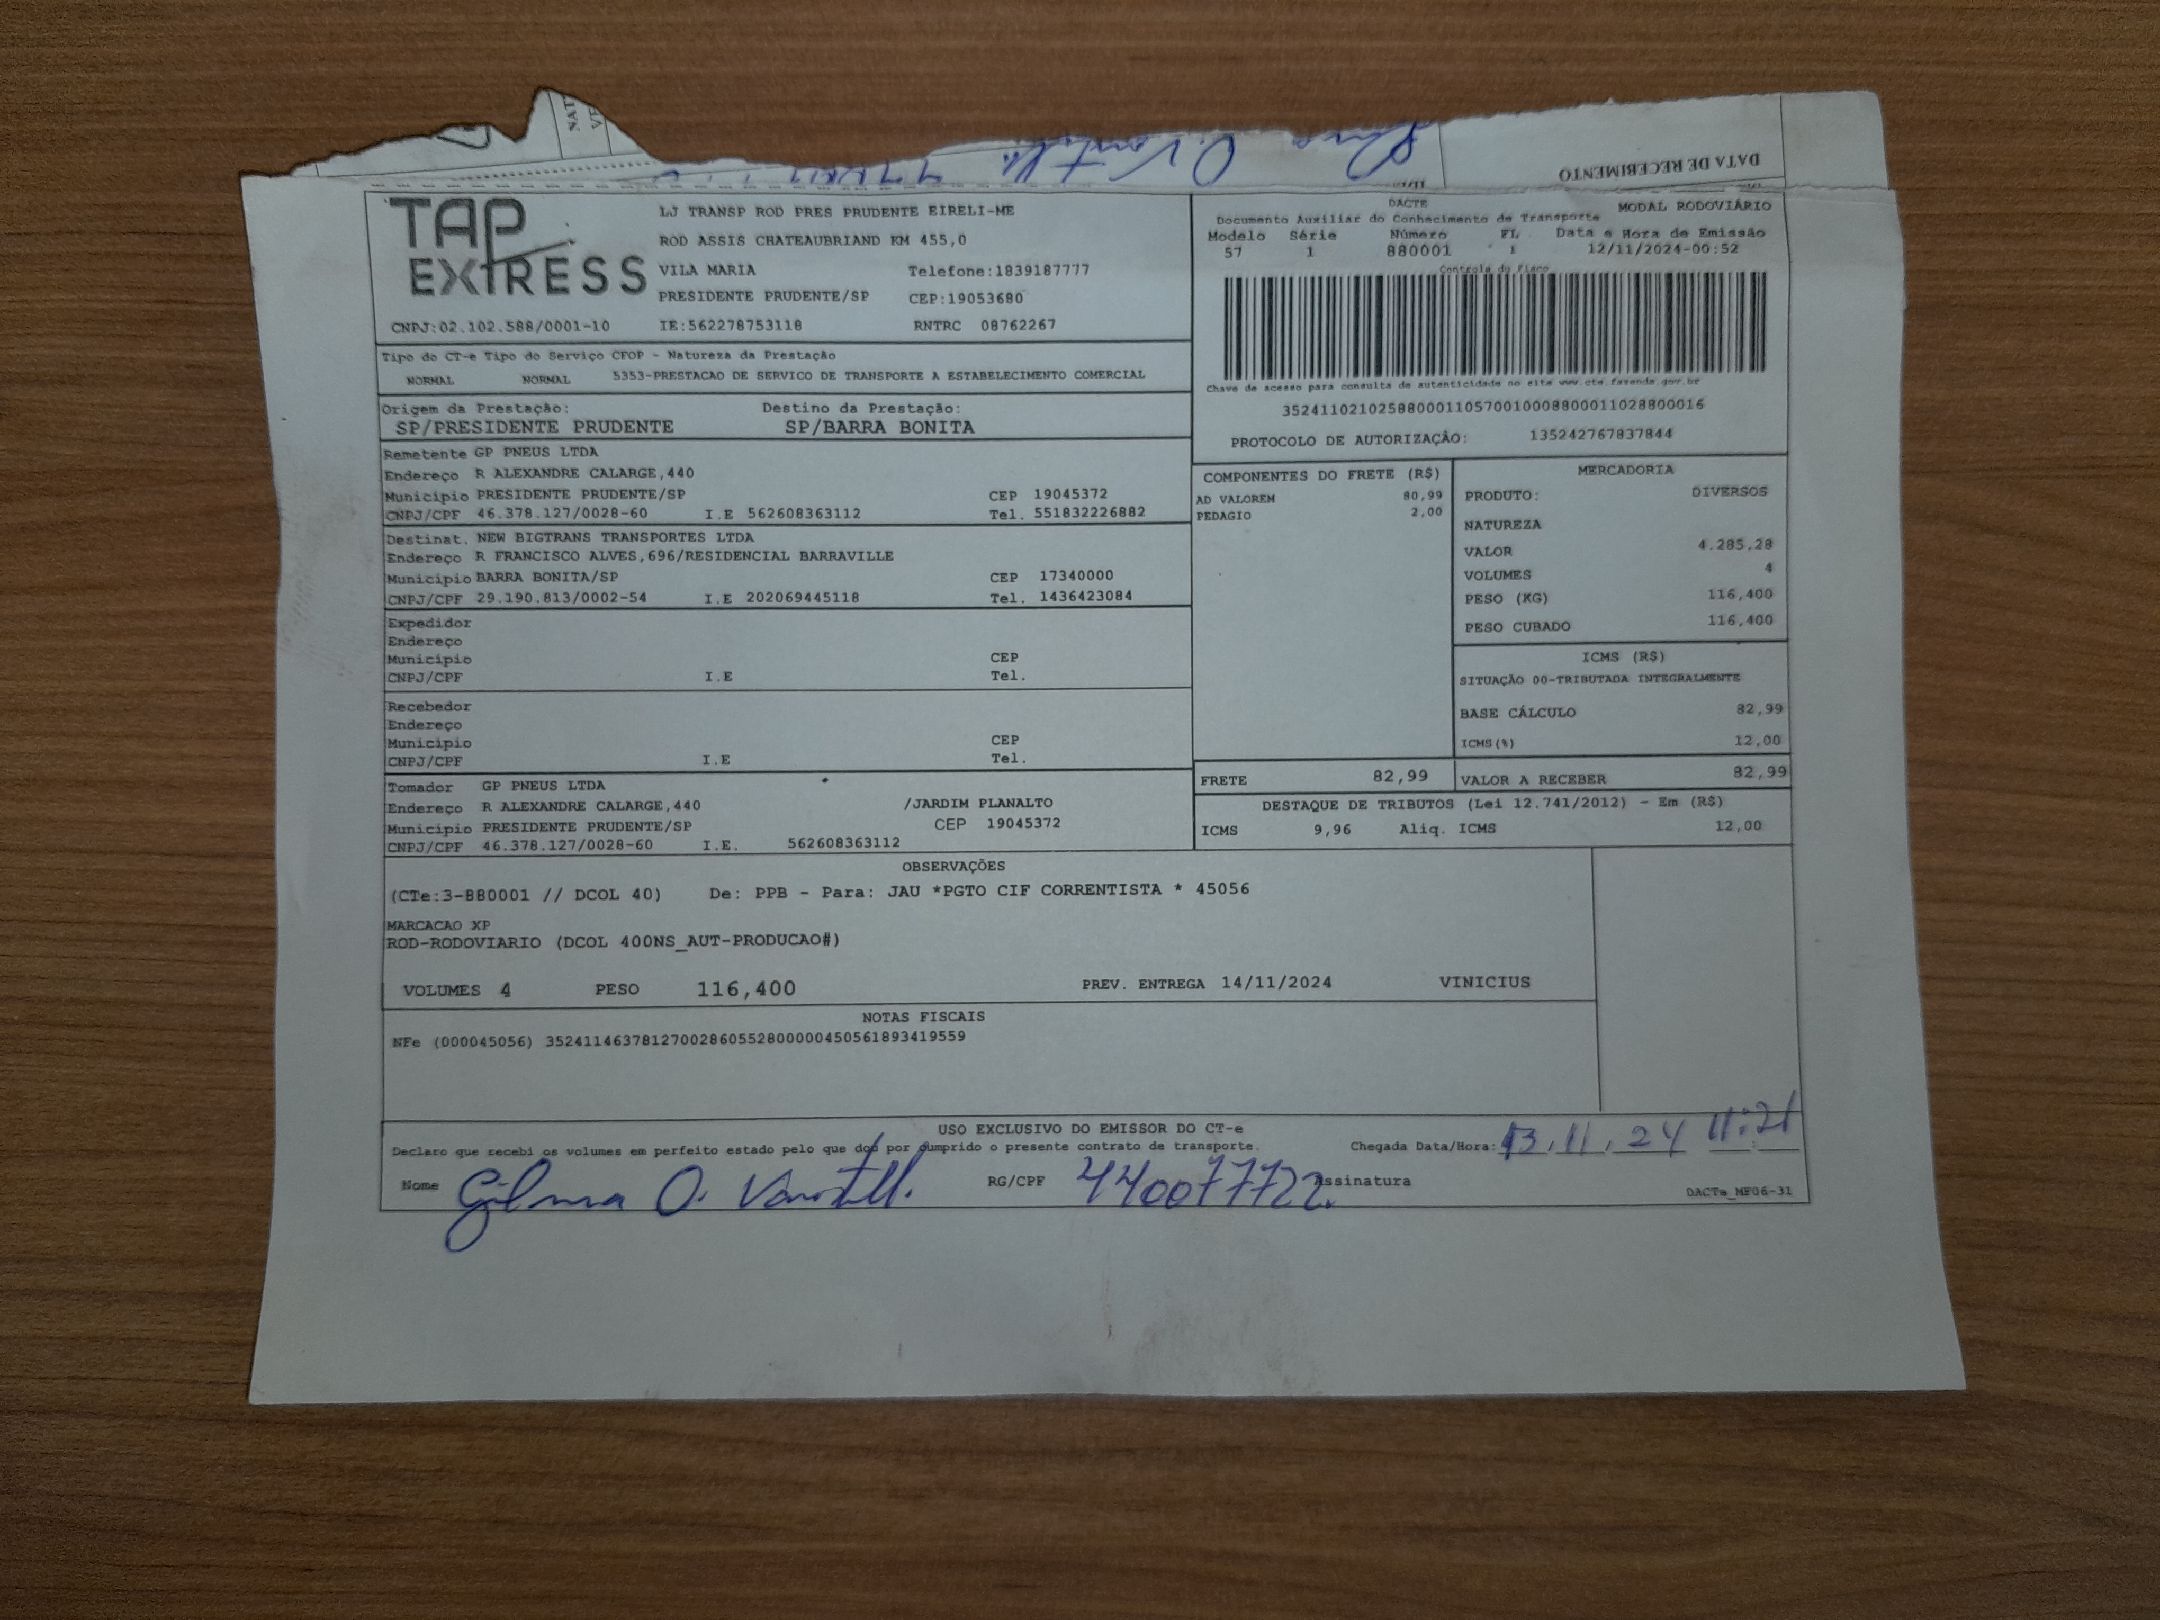 DATA DE RECEBIMENTO
TAP EXPRESS
LJ TRANSP ROD PRES PRUDENTE EIRELI-ME
ROD ASSIS CHATEAUBRIAND KM 455,0
VILA MARIA Telefone:1839187777
PRESIDENTE PRUDENTE/SP CEP:19053680
CNPJ:02.102.588/0001-10 IE:562278753118 RNTRC 08762267
DACTE MODAL RODOVIÁRIO
Documento Auxiliar do Conhecimento de Transporte
Modelo Série Número FL Data e Hora de Emissão
57 1 880001 1 12/11/2024-00:52
Controle do Fisco
Chave de acesso para consulta de autenticidade no site www.cte.fazenda.gov.br
35241102102588000110570010008800011028800016
PROTOCOLO DE AUTORIZAÇÃO: 135242767837844
Tipo do CT-e Tipo do Serviço CFOP - Natureza da Prestação
NORMAL NORMAL 5353-PRESTACAO DE SERVICO DE TRANSPORTE A ESTABELECIMENTO COMERCIAL
Origem da Prestação: Destino da Prestação:
SP/PRESIDENTE PRUDENTE SP/BARRA BONITA
Remetente GP PNEUS LTDA
Endereço R ALEXANDRE CALARGE,440
Município PRESIDENTE PRUDENTE/SP CEP 19045372
CNPJ/CPF 46.378.127/0028-60 I.E 562608363112 Tel. 551832226882
Destinat. NEW BIGTRANS TRANSPORTES LTDA
Endereço R FRANCISCO ALVES,696/RESIDENCIAL BARRAVILLE
Município BARRA BONITA/SP CEP 17340000
CNPJ/CPF 29.190.813/0002-54 I.E 202069445118 Tel. 1436423084
Expedidor
Endereço
Município CEP
CNPJ/CPF I.E Tel.
Recebedor
Endereço
Município CEP
CNPJ/CPF I.E Tel.
Tomador GP PNEUS LTDA
Endereço R ALEXANDRE CALARGE,440 /JARDIM PLANALTO
Município PRESIDENTE PRUDENTE/SP CEP 19045372
CNPJ/CPF 46.378.127/0028-60 I.E. 562608363112
COMPONENTES DO FRETE (R$)
AD VALOREM 80,99
PEDAGIO 2,00
MERCADORIA
PRODUTO: DIVERSOS
NATUREZA
VALOR 4.285,28
VOLUMES 4
PESO (KG) 116,400
PESO CUBADO 116,400
ICMS (R$)
SITUAÇÃO 00-TRIBUTADA INTEGRALMENTE
BASE CÁLCULO 82,99
ICMS(%) 12,00
FRETE 82,99 VALOR A RECEBER 82,99
DESTAQUE DE TRIBUTOS (Lei 12.741/2012) - Em (R$)
ICMS 9,96 Aliq. ICMS 12,00
OBSERVAÇÕES
(CTe:3-880001 // DCOL 40) De: PPB - Para: JAU *PGTO CIF CORRENTISTA * 45056
MARCACAO XP
ROD-RODOVIARIO (DCOL 400NS_AUT-PRODUCAO#)
VOLUMES 4 PESO 116,400 PREV. ENTREGA 14/11/2024 VINICIUS
NOTAS FISCAIS
NFe (000045056) 35241146378127002860552800000450561893419559
USO EXCLUSIVO DO EMISSOR DO CT-e
Declaro que recebi os volumes em perfeito estado pelo que dou por cumprido o presente contrato de transporte. Chegada Data/Hora: 13.11.24 11:21
Nome Gilma O. RG/CPF 440077722. Assinatura
DACTe_MF06-31